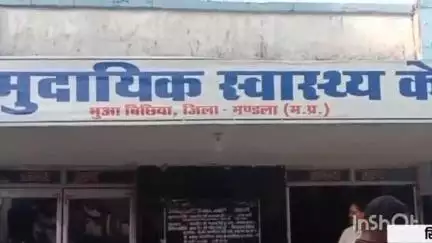 मुदायिक स्वास्थ्य के
भुआ बिछिया, जिला - मण्डला (म.प्र.)
InShOt